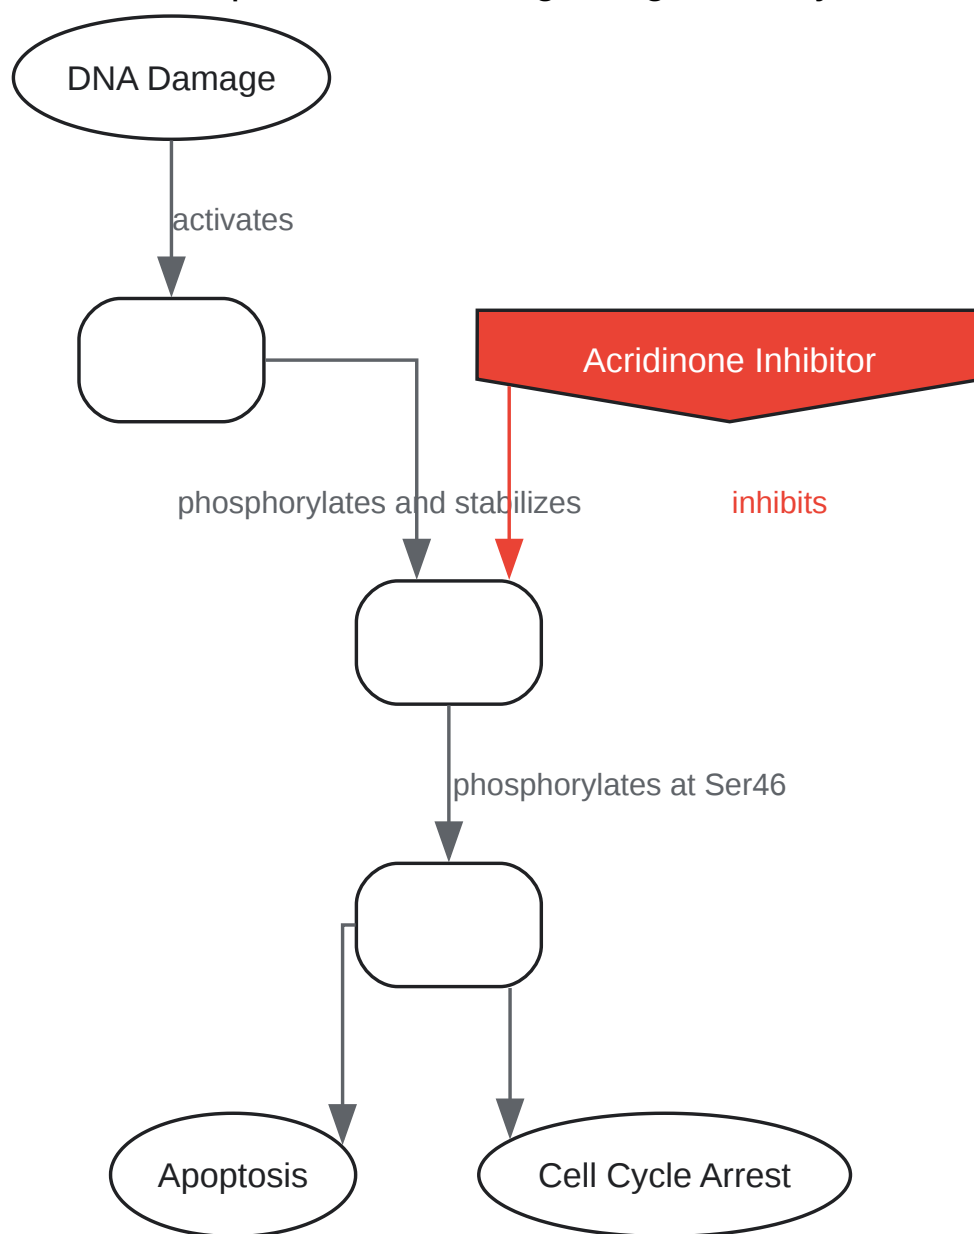 DNA Damage
activates
Acridinone Inhibitor
phosphorylates and stabilizes
inhibits
phosphorylates at Ser46
Apoptosis
Cell Cycle Arrest